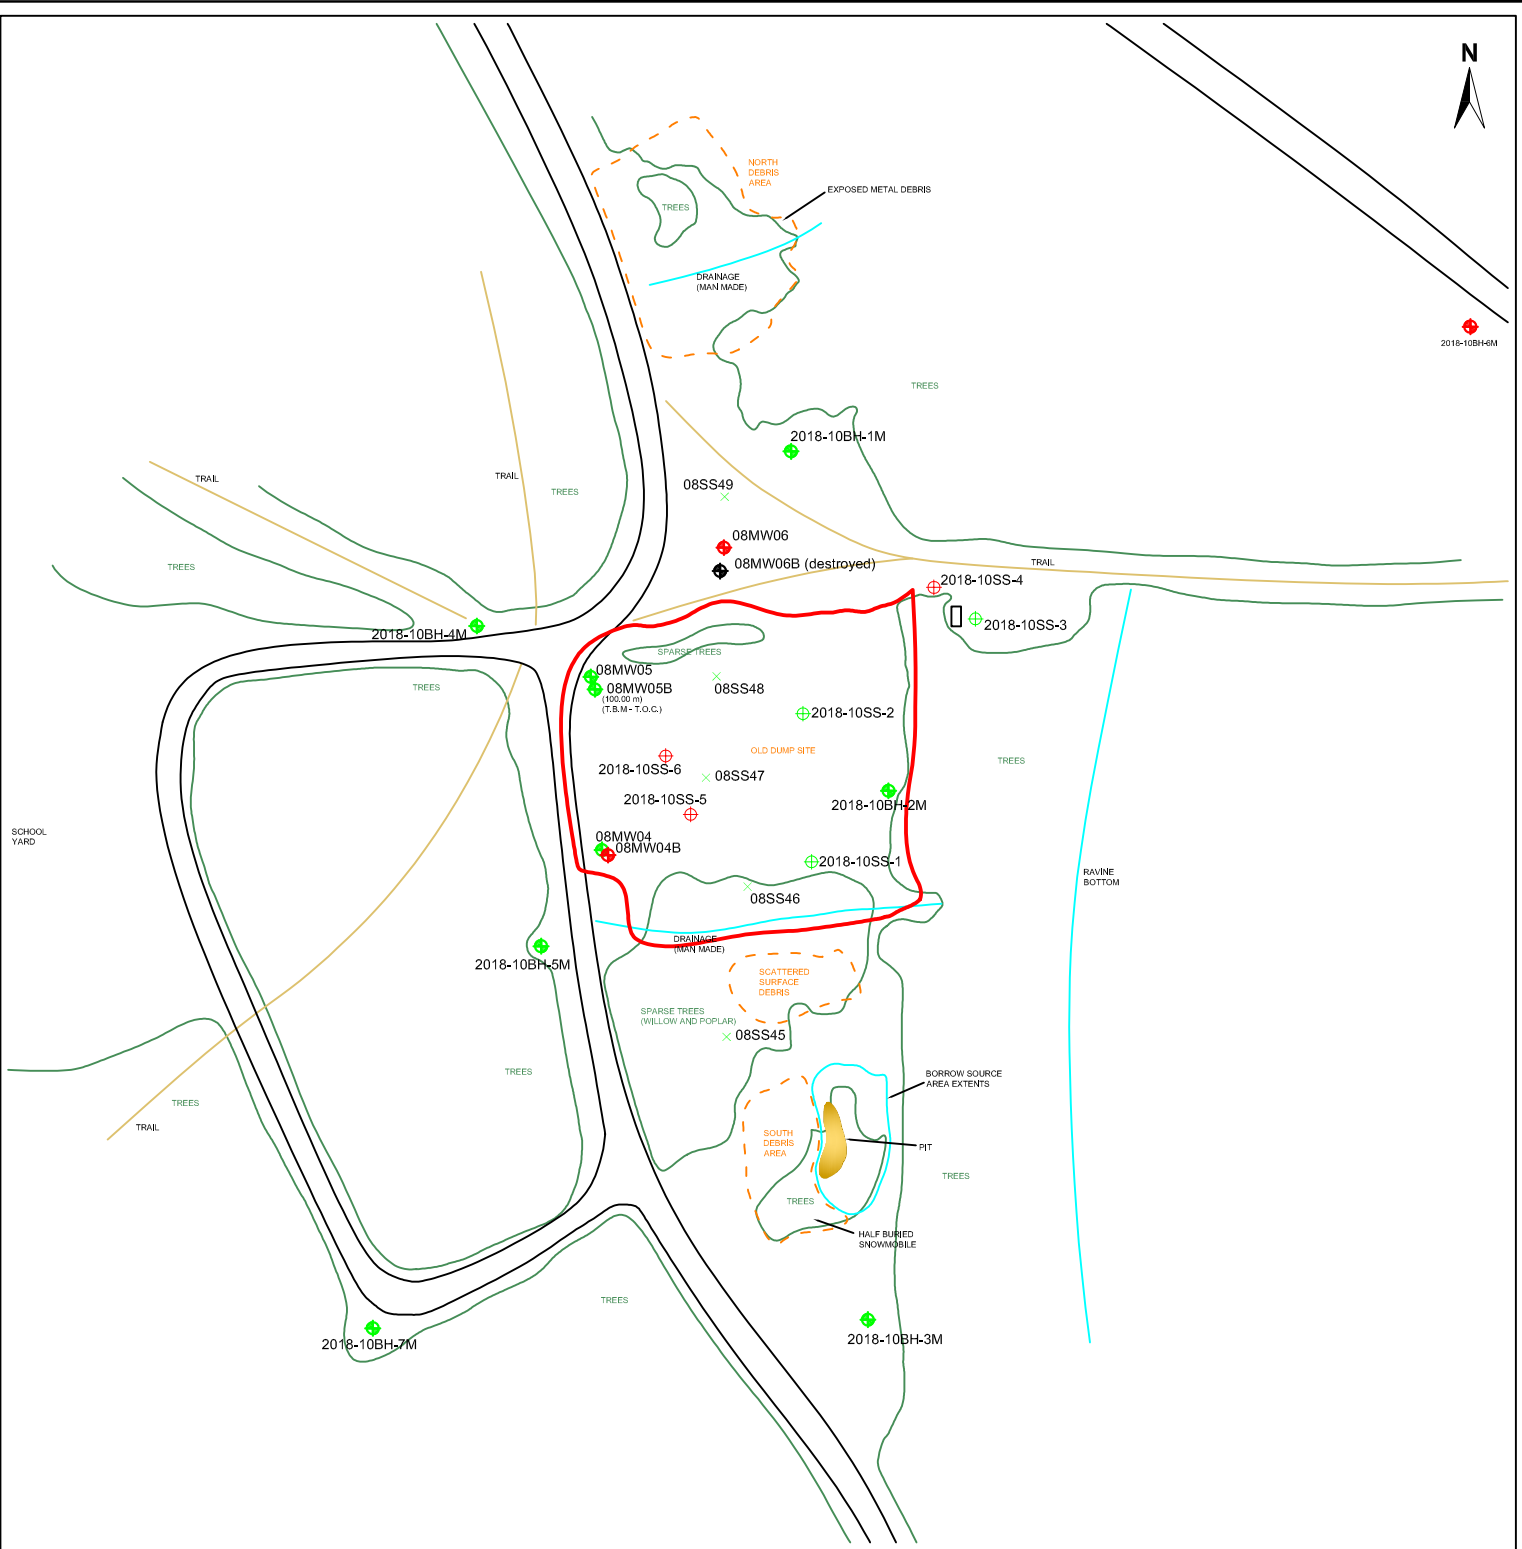 N
NORTH
DEBRIS
AREA
EXPOSED METAL DEBRIS
TREES
DRAINAGE
(MAN MADE)
2018-10BH-6M
TREES
2018-10BH-1M
TRAIL
TRAIL
TREES
08SS49
08MW06
08MW06B (destroyed)
TRAIL
TREES
2018-10SS-4
2018-10SS-3
2018-10BH-4M
SPARSE TREES
08MW05
08MW05B
(100.00 m)
(T.B.M - T.O.C.)
08SS48
TREES
2018-10SS-2
OLD DUMP SITE
TREES
2018-10SS-6
08SS47
2018-10SS-5
2018-10BH-2M
SCHOOL
YARD
08MW04
08MW04B
2018-10SS-1
RAVINE
BOTTOM
08SS46
DRAINAGE
(MAN MADE)
2018-10BH-5M
SCATTERED
SURFACE
DEBRIS
SPARSE TREES
(WILLOW AND POPLAR)
08SS45
TREES
BORROW SOURCE
AREA EXTENTS
TREES
TRAIL
SOUTH
DEBRIS
AREA
PIT
TREES
TREES
HALF BURIED
SNOWMOBILE
TREES
2018-10BH-7M
2018-10BH-3M